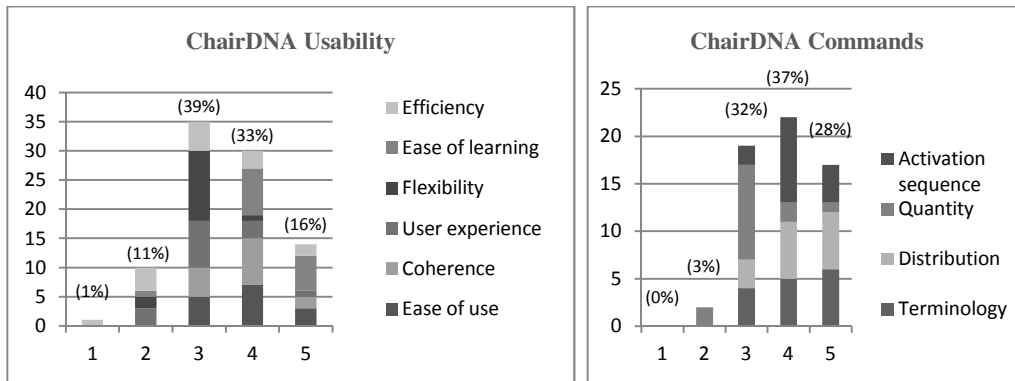 ChairDNA Usability
40
35
30
25
20
15
10
5
0
(1%)
(11%)
(39%)
(33%)
(16%)
1 2 3 4 5
Efficiency
Ease of learning
Flexibility
User experience
Coherence
Ease of use
ChairDNA Commands
25
20
15
10
5
0
(0%)
(3%)
(32%)
(37%)
(28%)
1 2 3 4 5
Activation
sequence
Quantity
Distribution
Terminology